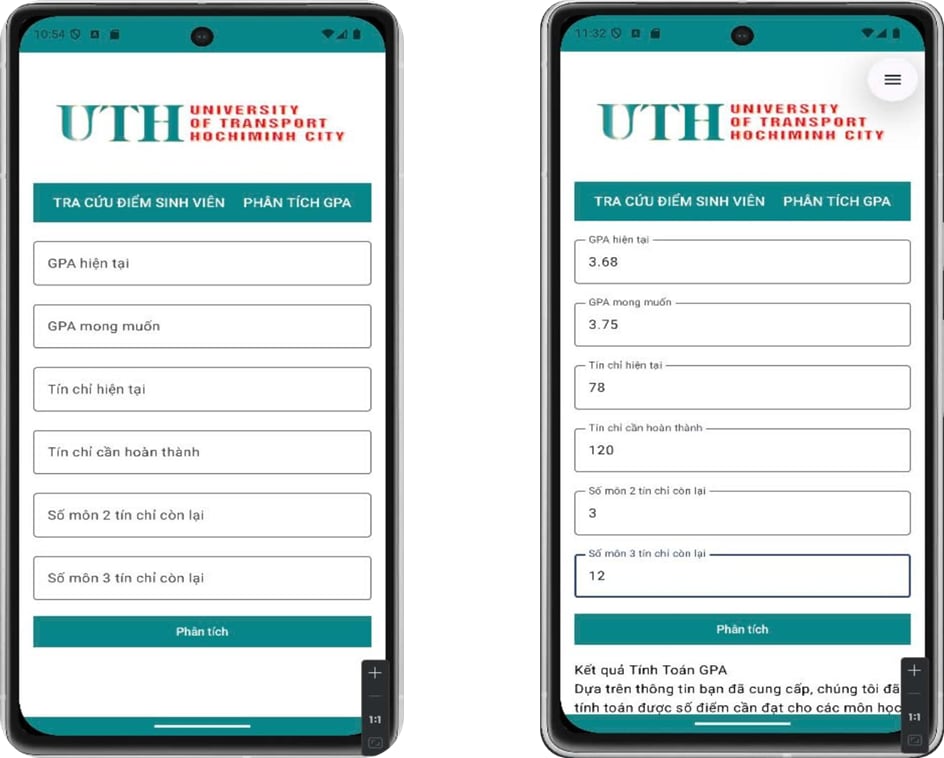 10:54
UTH UNIVERSITY
OF TRANSPORT
HOCHIMINH CITY
TRA CỨU ĐIỂM SINH VIÊN PHÂN TÍCH GPA
GPA hiện tại
GPA mong muốn
Tín chỉ hiện tại
Tín chỉ cần hoàn thành
Số môn 2 tín chỉ còn lại
Số môn 3 tín chỉ còn lại
Phân tích
1:1
11:32
UTH UNIVERSITY
OF TRANSPORT
HOCHIMINH CITY
TRA CỨU ĐIỂM SINH VIÊN PHÂN TÍCH GPA
GPA hiện tại
3.68
GPA mong muốn
3.75
Tín chỉ hiện tại
78
Tín chỉ cần hoàn thành
120
Số môn 2 tín chỉ còn lại
3
Số môn 3 tín chỉ còn lại
12
Phân tích
Kết quả Tính Toán GPA
Dựa trên thông tin bạn đã cung cấp, chúng tôi đã
tính toán được số điểm cần đạt cho các môn học
1:1